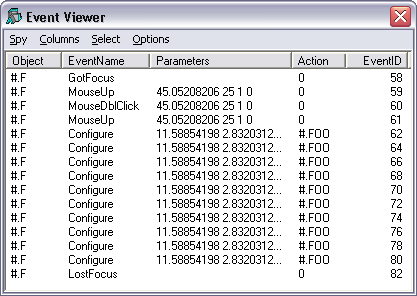 Event Viewer
Spy Columns Select Options
Object EventName Parameters Action EventID
#.F GotFocus 0 58
#.F MouseUp 45.05208206 25 1 0 0 59
#.F MouseDblClick 45.05208206 25 1 0 0 60
#.F MouseUp 45.05208206 25 1 0 0 61
#.F Configure 11.58854198 2.8320312... #.FOO 62
#.F Configure 11.58854198 2.8320312... #.FOO 64
#.F Configure 11.58854198 2.8320312... #.FOO 66
#.F Configure 11.58854198 2.8320312... #.FOO 68
#.F Configure 11.58854198 2.8320312... #.FOO 70
#.F Configure 11.58854198 2.8320312... #.FOO 72
#.F Configure 11.58854198 2.8320312... #.FOO 74
#.F Configure 11.58854198 2.8320312... #.FOO 76
#.F Configure 11.58854198 2.8320312... #.FOO 78
#.F Configure 11.58854198 2.8320312... #.FOO 80
#.F LostFocus 0 82